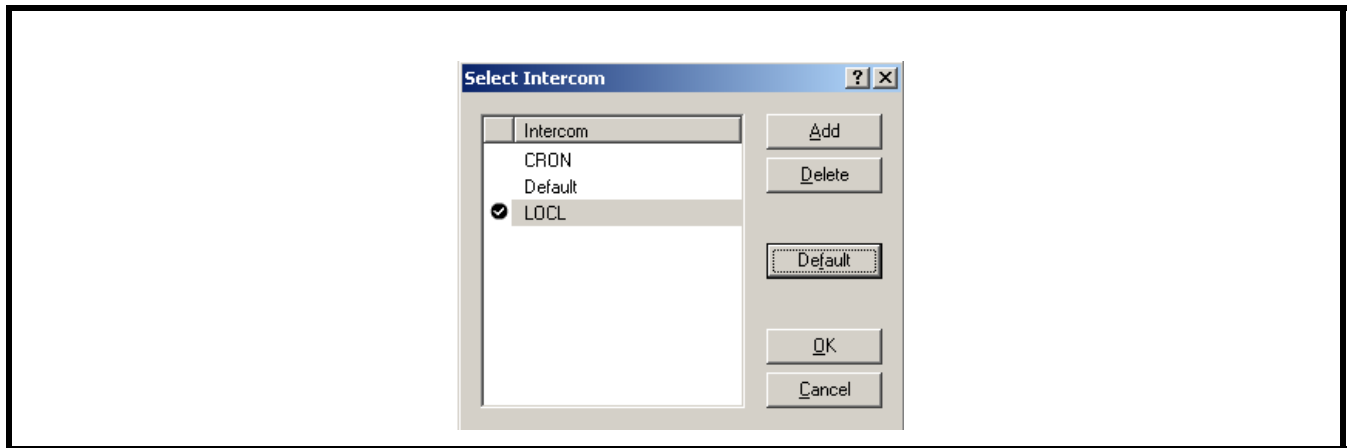 Select Intercom
Intercom
CRON
Default
LOCL
Add
Delete
Default
OK
Cancel